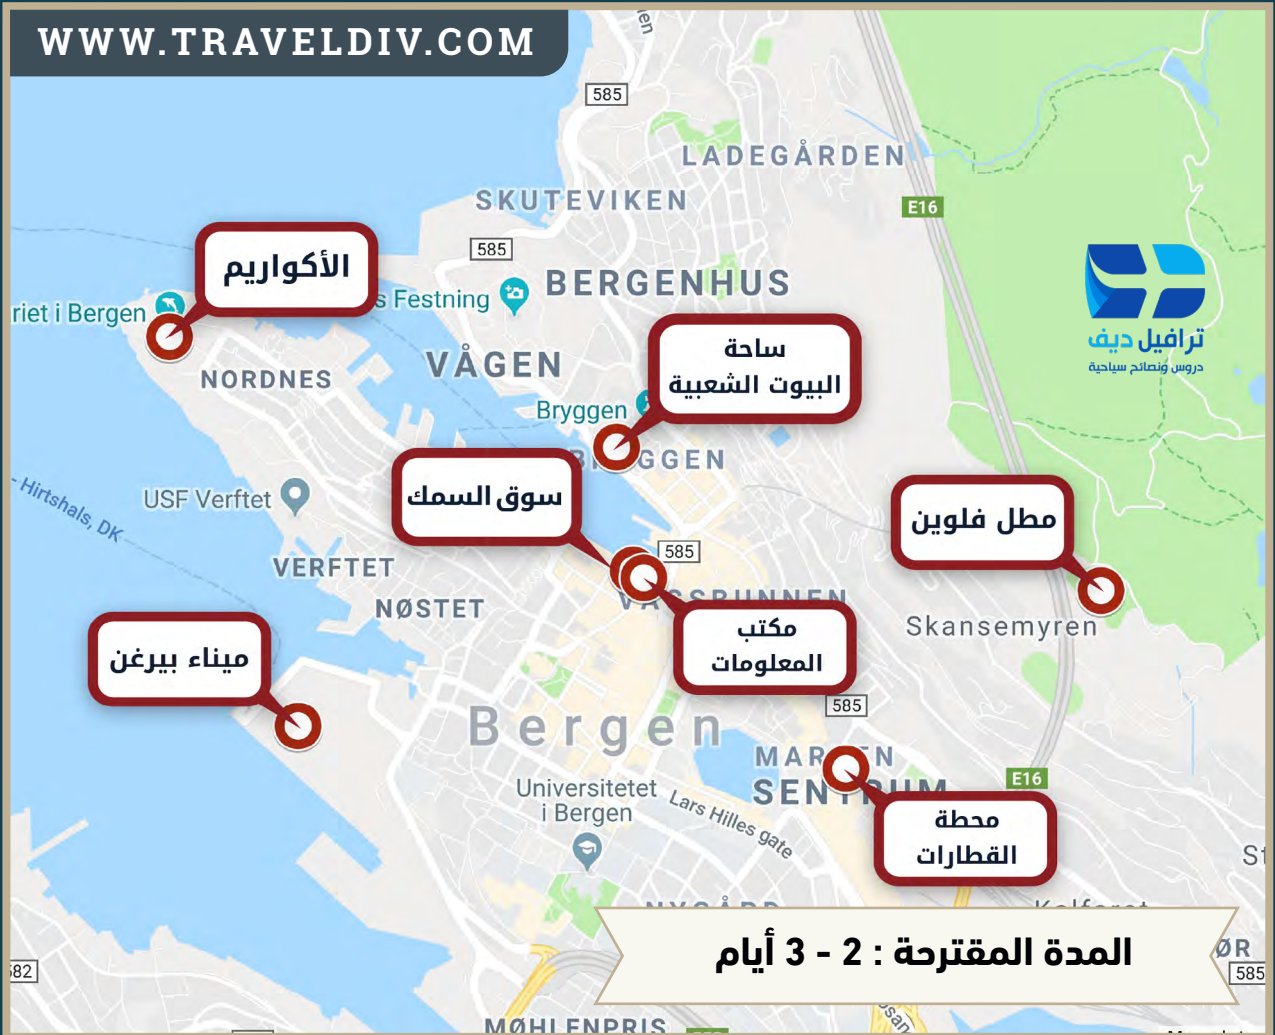 WWW.TRAVELDIV.COM
585
LADEGÅRDEN
SKUTEVIKEN
E16
585
الأكواريم
BERGENHUS
s Festning
riet i Bergen
ترافيل ديف
دروس ونصائح سياحية
ساحة
البيوت الشعبية
VÅGEN
NORDNES
Bryggen
GGEN
سوق السمك
USF Verftet
Hirtshals, DK
مطل فلوين
585
VERFTET
NØSTET
Skansemyren
مكتب
المعلومات
ميناء بيرغن
585
Bergen
E16
SENTRUM
Universitetet
i Bergen
Lars Hilles gate
محطة
القطارات
المدة المقترحة : 2 - 3 أيام
ØR
585
582
MØHLENPRIS